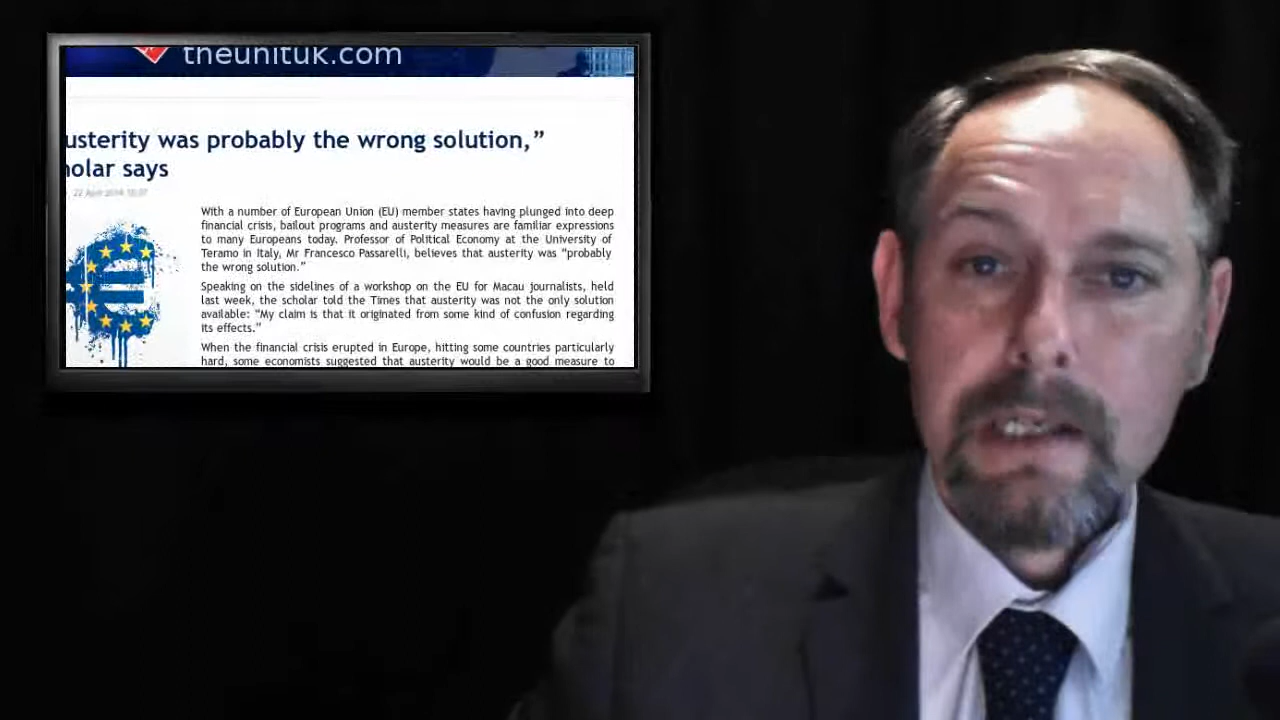 theunituk.com
usterity was probably the wrong solution,”
holar says
22 April 2014
With a number of European Union (EU) member states having plunged into deep
financial crisis, bailout programs and austerity measures are familiar expressions
to many Europeans today. Professor of Political Economy at the University of
Teramo in Italy, Mr Francesco Passarelli, believes that austerity was “probably
the wrong solution.”
Speaking on the sidelines of a workshop on the EU for Macau journalists, held
last week, the scholar told the Times that austerity was not the only solution
available: “My claim is that it originated from some kind of confusion regarding
its effects.”
When the financial crisis erupted in Europe, hitting some countries particularly
hard, some economists suggested that austerity would be a good measure to